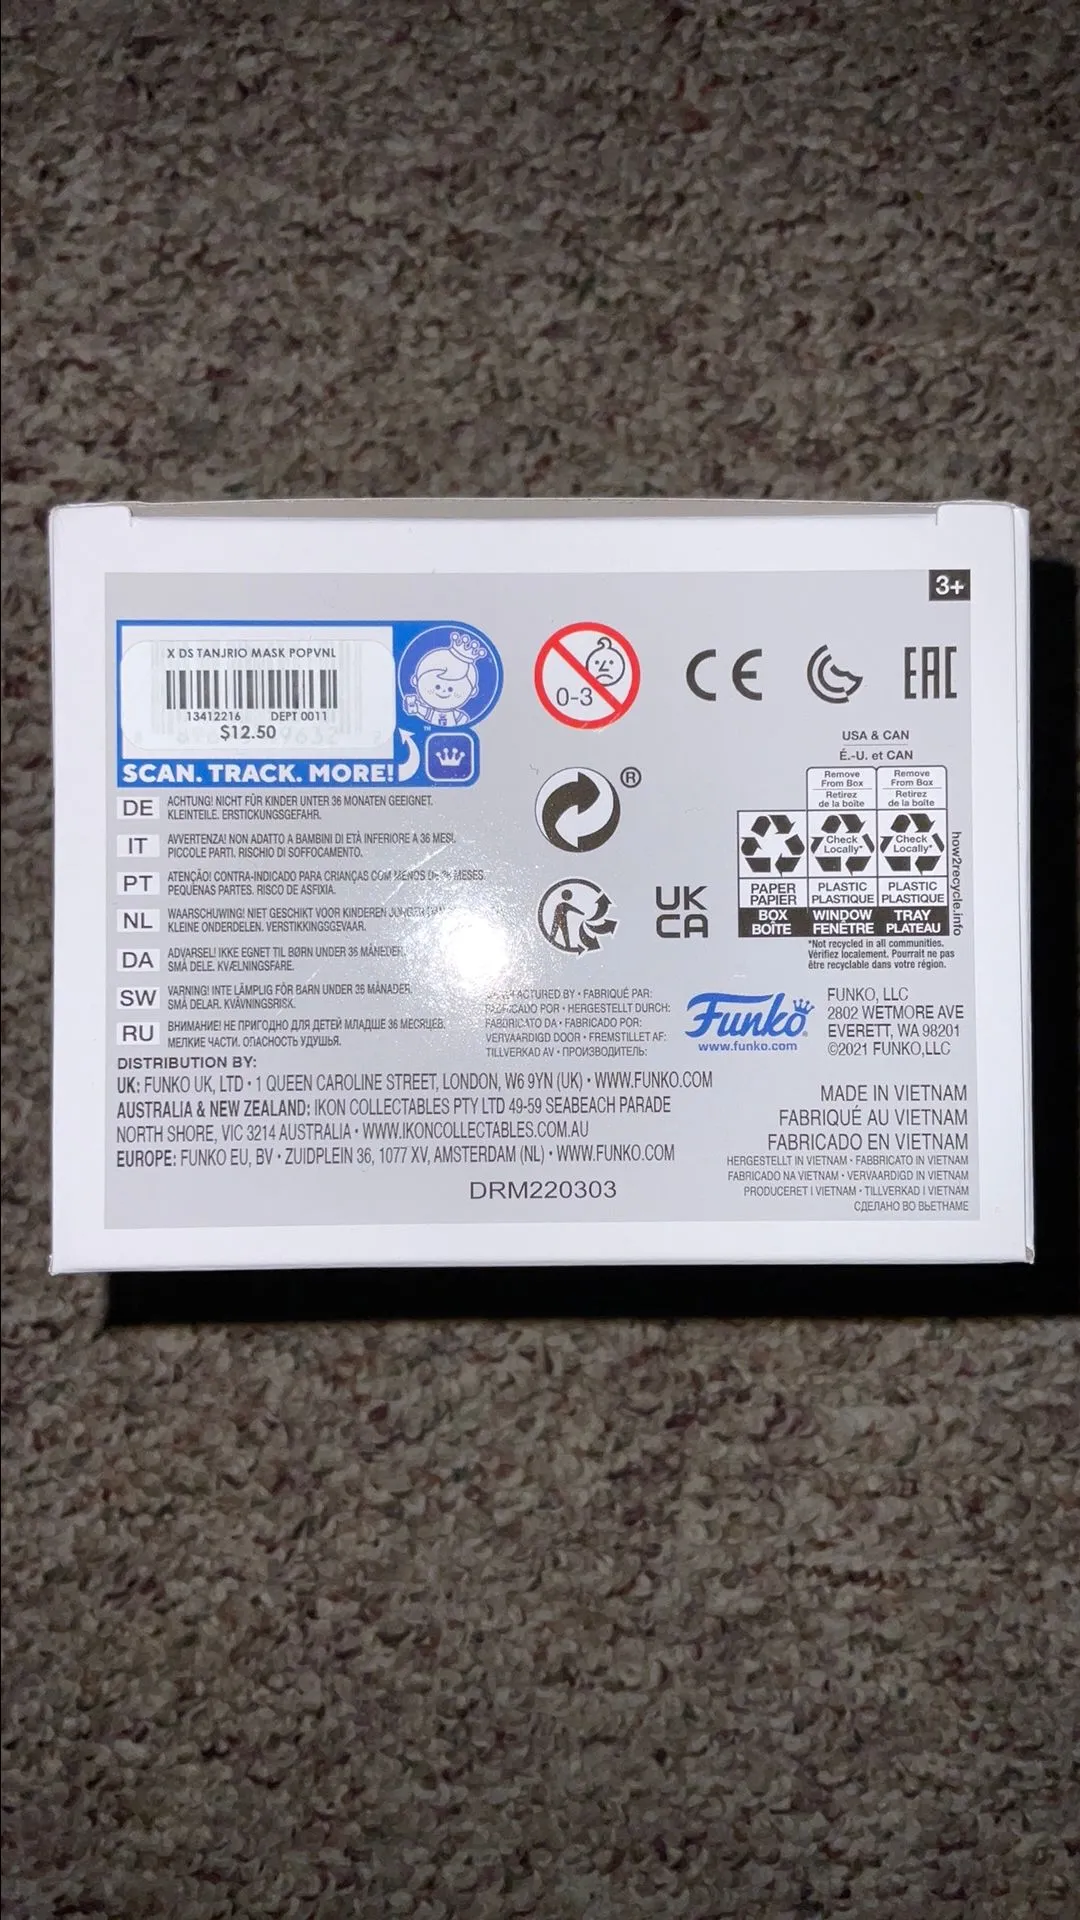 3+
X DS TANJRIO MASK POPVNL
13412216 DEPT 0011
$12.50
SCAN. TRACK. MORE!
™
0-3
CE
EAC
®
UK
CA
USA & CAN
É.-U. et CAN
Remove From Box
Retirez de la boîte
Remove From Box
Retirez de la boîte
Check Locally*
Check Locally*
PAPER
PAPIER
BOX
BOÎTE
PLASTIC
PLASTIQUE
WINDOW
FENÊTRE
PLASTIC
PLASTIQUE
TRAY
PLATEAU
how2recycle.info
*Not recycled in all communities.
Vérifiez localement. Pourrait ne pas
être recyclable dans votre région.
DE ACHTUNG! NICHT FÜR KINDER UNTER 36 MONATEN GEEIGNET.
KLEINTEILE. ERSTICKUNGSGEFAHR.
IT AVVERTENZA! NON ADATTO A BAMBINI DI ETÀ INFERIORE A 36 MESI.
PICCOLE PARTI. RISCHIO DI SOFFOCAMENTO.
PT ATENÇÃO! CONTRA-INDICADO PARA CRIANÇAS COM MENOS DE 36 MESES.
PEQUENAS PARTES. RISCO DE ASFIXIA.
NL WAARSCHUWING! NIET GESCHIKT VOOR KINDEREN
KLEINE ONDERDELEN. VERSTIKKINGSGEVAAR.
DA ADVARSEL! IKKE EGNET TIL BØRN UNDER 36 MÅNEDER.
SMÅ DELE. KVÆLNINGSFARE.
SW VARNING! INTE LÄMPLIG FÖR BARN UNDER 36 MÅNADER.
SMÅ DELAR. KVÄVNINGSRISK.
RU ВНИМАНИЕ! НЕ ПРИГОДНО ДЛЯ ДЕТЕЙ МЛАДШЕ 36 МЕСЯЦЕВ.
МЕЛКИЕ ЧАСТИ. ОПАСНОСТЬ УДУШЬЯ.
MANUFACTURED BY • FABRIQUÉ PAR:
FABRICADO POR • HERGESTELLT DURCH:
FABBRICATO DA • FABRICADO POR:
VERVAARDIGD DOOR • FREMSTILLET AF:
TILLVERKAD AV • ПРОИЗВОДИТЕЛЬ:
Funko
www.funko.com
FUNKO, LLC
2802 WETMORE AVE
EVERETT, WA 98201
©2021 FUNKO,LLC
DISTRIBUTION BY:
UK: FUNKO UK, LTD • 1 QUEEN CAROLINE STREET, LONDON, W6 9YN (UK) • WWW.FUNKO.COM
AUSTRALIA & NEW ZEALAND: IKON COLLECTABLES PTY LTD 49-59 SEABEACH PARADE
NORTH SHORE, VIC 3214 AUSTRALIA • WWW.IKONCOLLECTABLES.COM.AU
EUROPE: FUNKO EU, BV • ZUIDPLEIN 36, 1077 XV, AMSTERDAM (NL) • WWW.FUNKO.COM
DRM220303
MADE IN VIETNAM
FABRIQUÉ AU VIETNAM
FABRICADO EN VIETNAM
HERGESTELLT IN VIETNAM • FABBRICATO IN VIETNAM
FABRICADO NA VIETNAM • VERVAARDIGD IN VIETNAM
PRODUCERET I VIETNAM • TILLVERKAD I VIETNAM
СДЕЛАНО ВО ВЬЕТНАМЕ